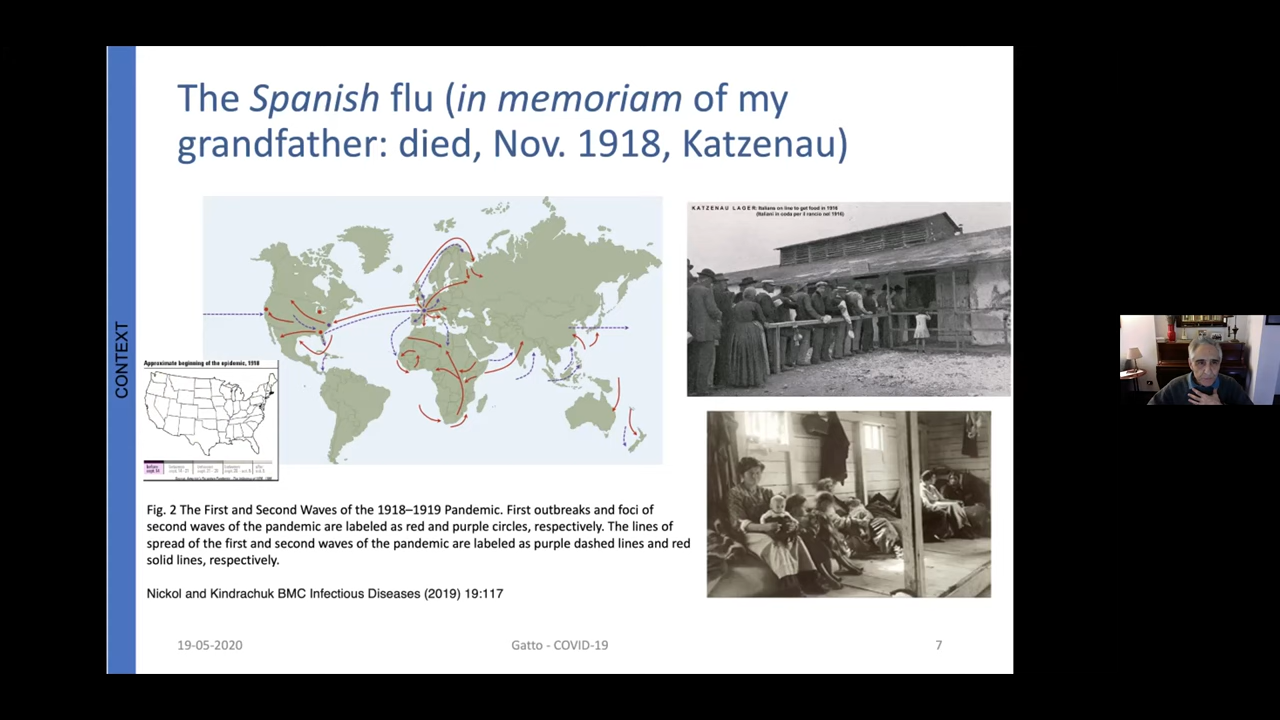 The Spanish flu (in memoriam of my
grandfather: died, Nov. 1918, Katzenau)
CONTEXT
KATZENAU LAGER: Italians on line to get food in 1916
(Italiani in coda per il rancio nel 1916)
Approximate beginning of the epidemic, 1918
Fig. 2 The First and Second Waves of the 1918–1919 Pandemic. First outbreaks and foci of
second waves of the pandemic are labeled as red and purple circles, respectively. The lines of
spread of the first and second waves of the pandemic are labeled as purple dashed lines and red
solid lines, respectively.
Nickol and Kindrachuk BMC Infectious Diseases (2019) 19:117
19-05-2020
Gatto - COVID-19
7